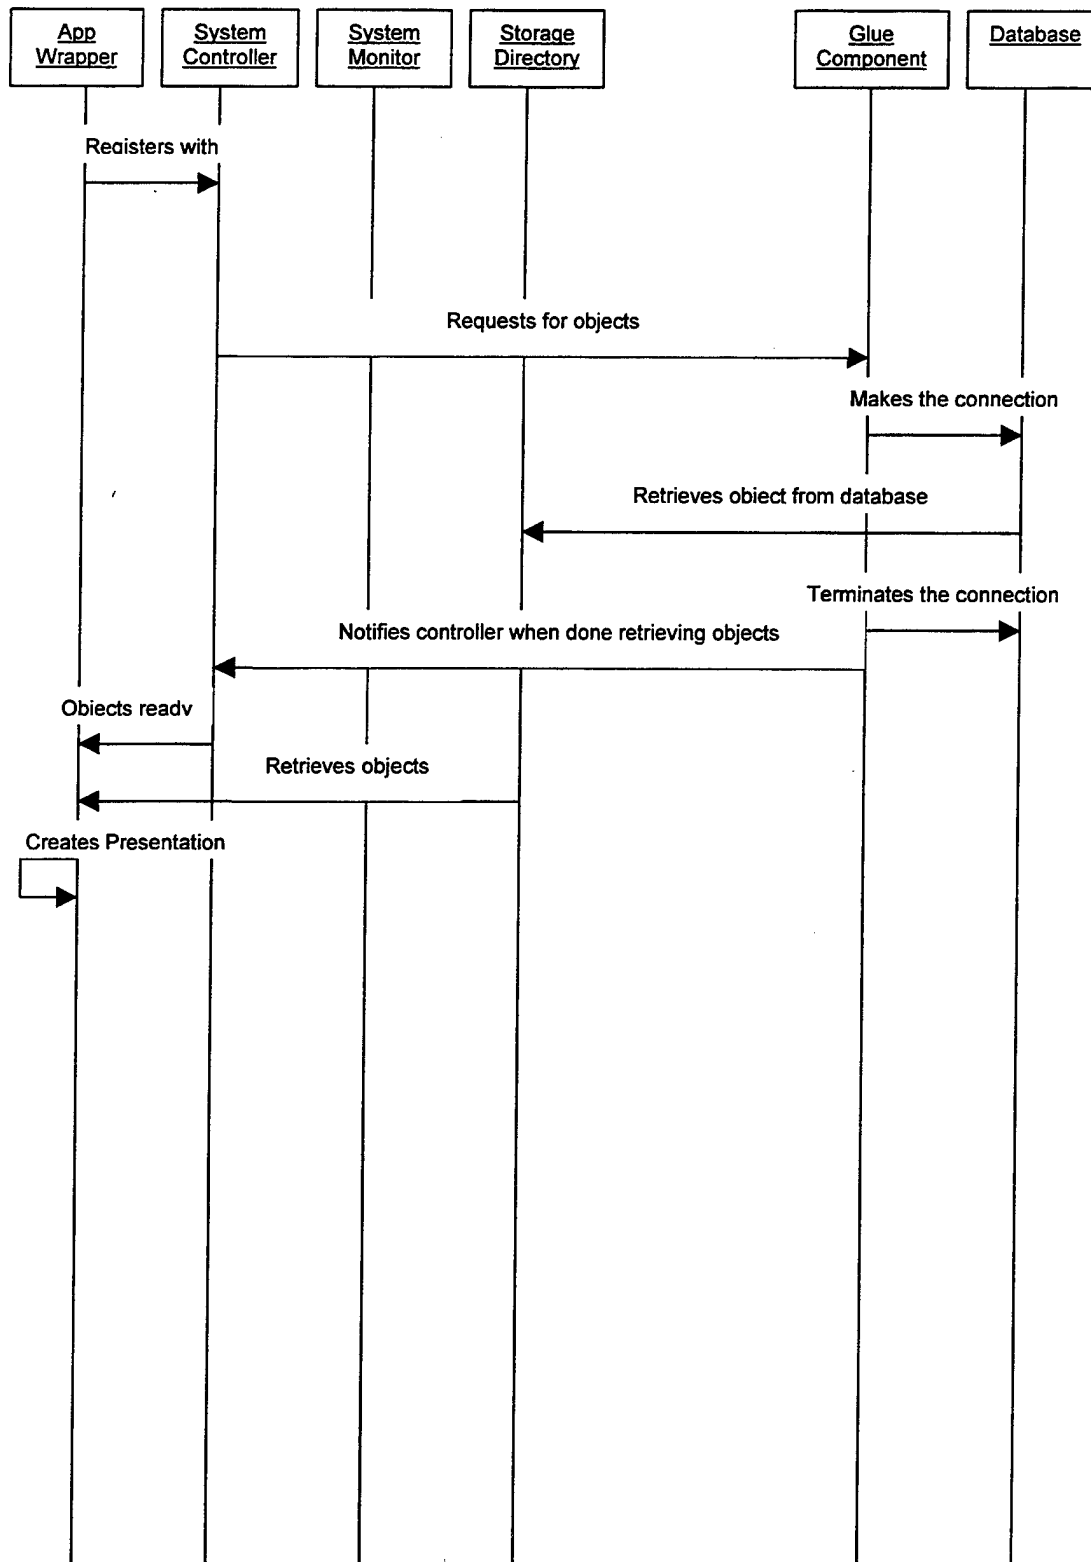 App
Wrapper
System
Controller
System
Monitor
Storage
Directory
Glue
Component
Database
Registers with
Requests for objects
Makes the connection
Retrieves object from database
Terminates the connection
Notifies controller when done retrieving objects
Objects ready
Retrieves objects
Creates Presentation